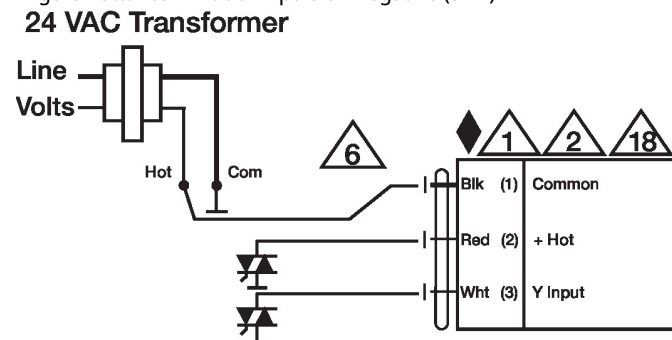 24 VAC Transformer
Line
Volts
Hot
Com
6
1
2
18
Blk (1) Common
Red (2) + Hot
Wht (3) Y Input